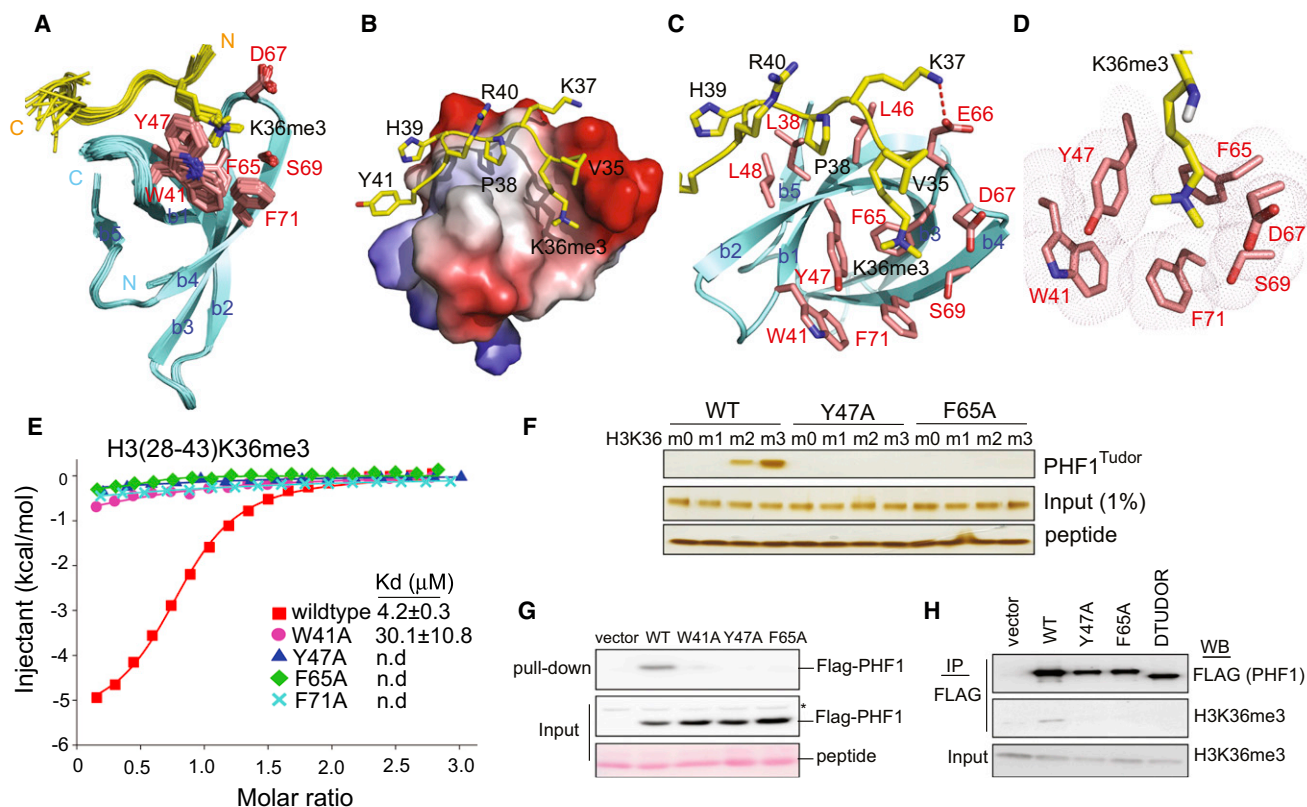 A
N
D67
C
Y47
K36me3
C
F65
S69
W41
F71
b1
N
b4
b2
b3
B
R40
K37
H39
Y41
P38
V35
K36me3
C
R40
K37
H39
L46
L38
E66
P38
L48
V35
b5
D67
F65
b3
b2
b4
b1
K36me3
Y47
S69
W41
F71
D
K36me3
Y47
F65
D67
W41
S69
F71
E
H3(28-43)K36me3
Injectant (kcal/mol)
0
-1
-2
-3
-4
-5
-6
Kd (μM)
wildtype 4.2±0.3
W41A 30.1±10.8
Y47A n.d
F65A n.d
F71A n.d
0 0.5 1.0 1.5 2.0 2.5 3.0
Molar ratio
F
WT Y47A F65A
H3K36 m0 m1 m2 m3 m0 m1 m2 m3 m0 m1 m2 m3
PHF1Tudor
Input (1%)
peptide
G
vector WT W41A Y47A F65A
pull-down Flag-PHF1
*
Input Flag-PHF1
peptide
H
vector WT Y47A F65A DTUDOR
IP WB
FLAG FLAG (PHF1)
H3K36me3
Input H3K36me3